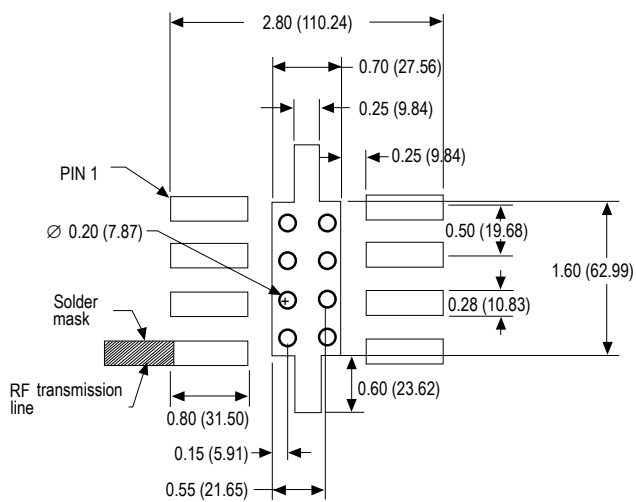 2.80 (110.24)
0.70 (27.56)
0.25 (9.84)
0.25 (9.84)
PIN 1
0.50 (19.68)
Ø 0.20 (7.87)
1.60 (62.99)
0.28 (10.83)
Solder
mask
RF transmission
line
0.60 (23.62)
0.80 (31.50)
0.15 (5.91)
0.55 (21.65)